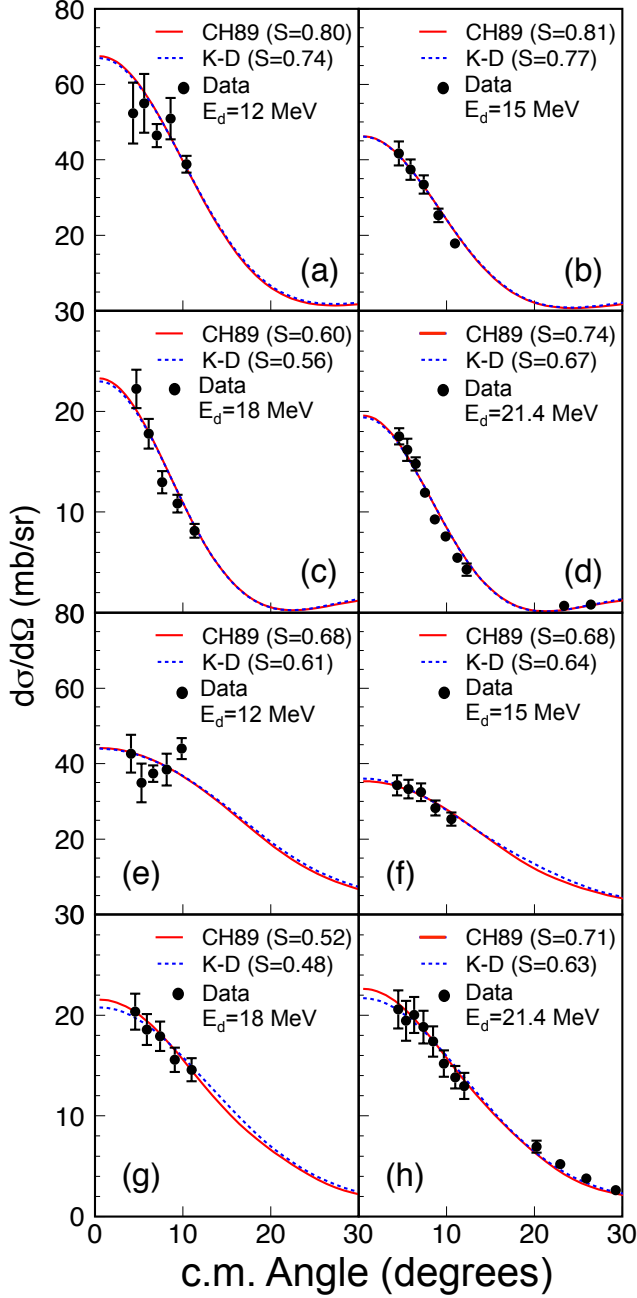 80
60
40
20
30
CH89 (S=0.80)
K-D (S=0.74)
Data
E_d=12 MeV
(a)
CH89 (S=0.81)
K-D (S=0.77)
Data
E_d=15 MeV
(b)
20
10
80
CH89 (S=0.60)
K-D (S=0.56)
Data
E_d=18 MeV
(c)
CH89 (S=0.74)
K-D (S=0.67)
Data
E_d=21.4 MeV
(d)
dσ/dΩ (mb/sr)
60
40
20
30
CH89 (S=0.68)
K-D (S=0.61)
Data
E_d=12 MeV
(e)
CH89 (S=0.68)
K-D (S=0.64)
Data
E_d=15 MeV
(f)
20
10
0
CH89 (S=0.52)
K-D (S=0.48)
Data
E_d=18 MeV
(g)
CH89 (S=0.71)
K-D (S=0.63)
Data
E_d=21.4 MeV
(h)
0 10 20 30 10 20 30
c.m. Angle (degrees)